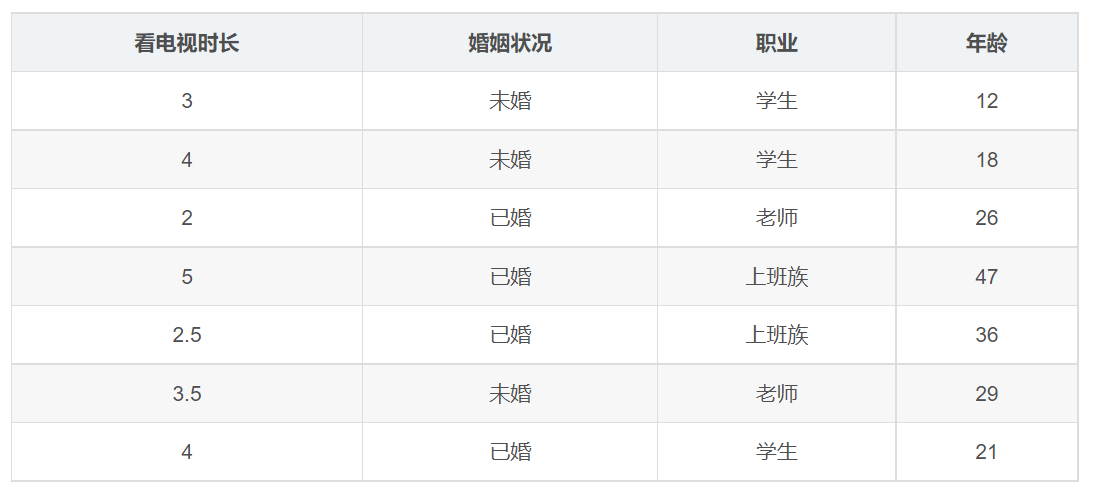 看电视时长 婚姻状况 职业 年龄
3 未婚 学生 12
4 未婚 学生 18
2 已婚 老师 26
5 已婚 上班族 47
2.5 已婚 上班族 36
3.5 未婚 老师 29
4 已婚 学生 21